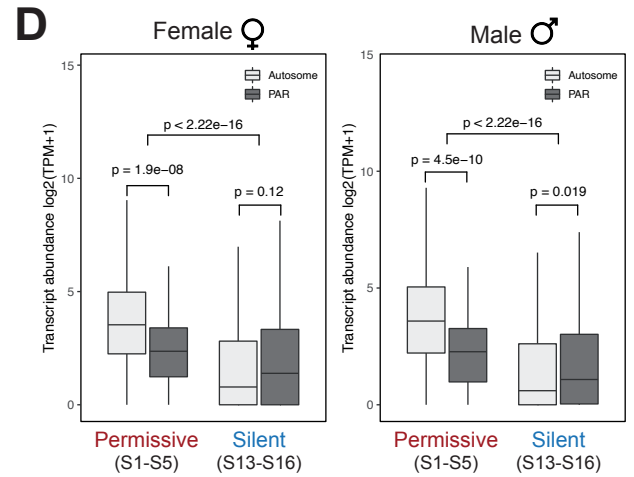 D
Female ♀
Transcript abundance log2(TPM+1)
15
10
5
0
Autosome
PAR
p < 2.22e−16
p = 1.9e−08
p = 0.12
Permissive
(S1-S5)
Silent
(S13-S16)
Male ♂
Transcript abundance log2(TPM+1)
15
10
5
0
Autosome
PAR
p <2.22e−16
p = 4.5e−10
p = 0.019
Permissive
(S1-S5)
Silent
(S13-S16)